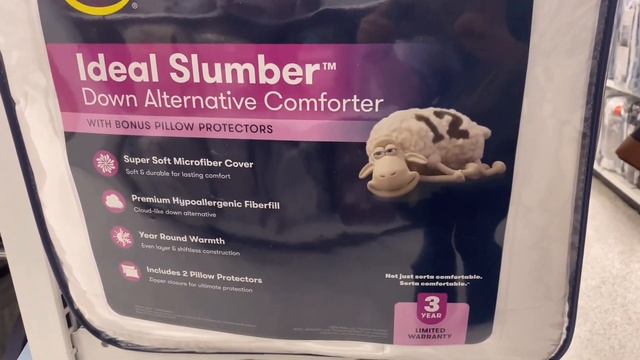 ®
Ideal Slumber™
Down Alternative Comforter
WITH BONUS PILLOW PROTECTORS
12
Super Soft Microfiber Cover
Soft & durable for lasting comfort
Premium Hypoallergenic Fiberfill
Cloud-like down alternative
Year Round Warmth
Even layer & shiftless construction
Includes 2 Pillow Protectors
Zipper closure for ultimate protection
Not just sorta comfortable.
Serta comfortable.™
3
YEAR
LIMITED
WARRANTY